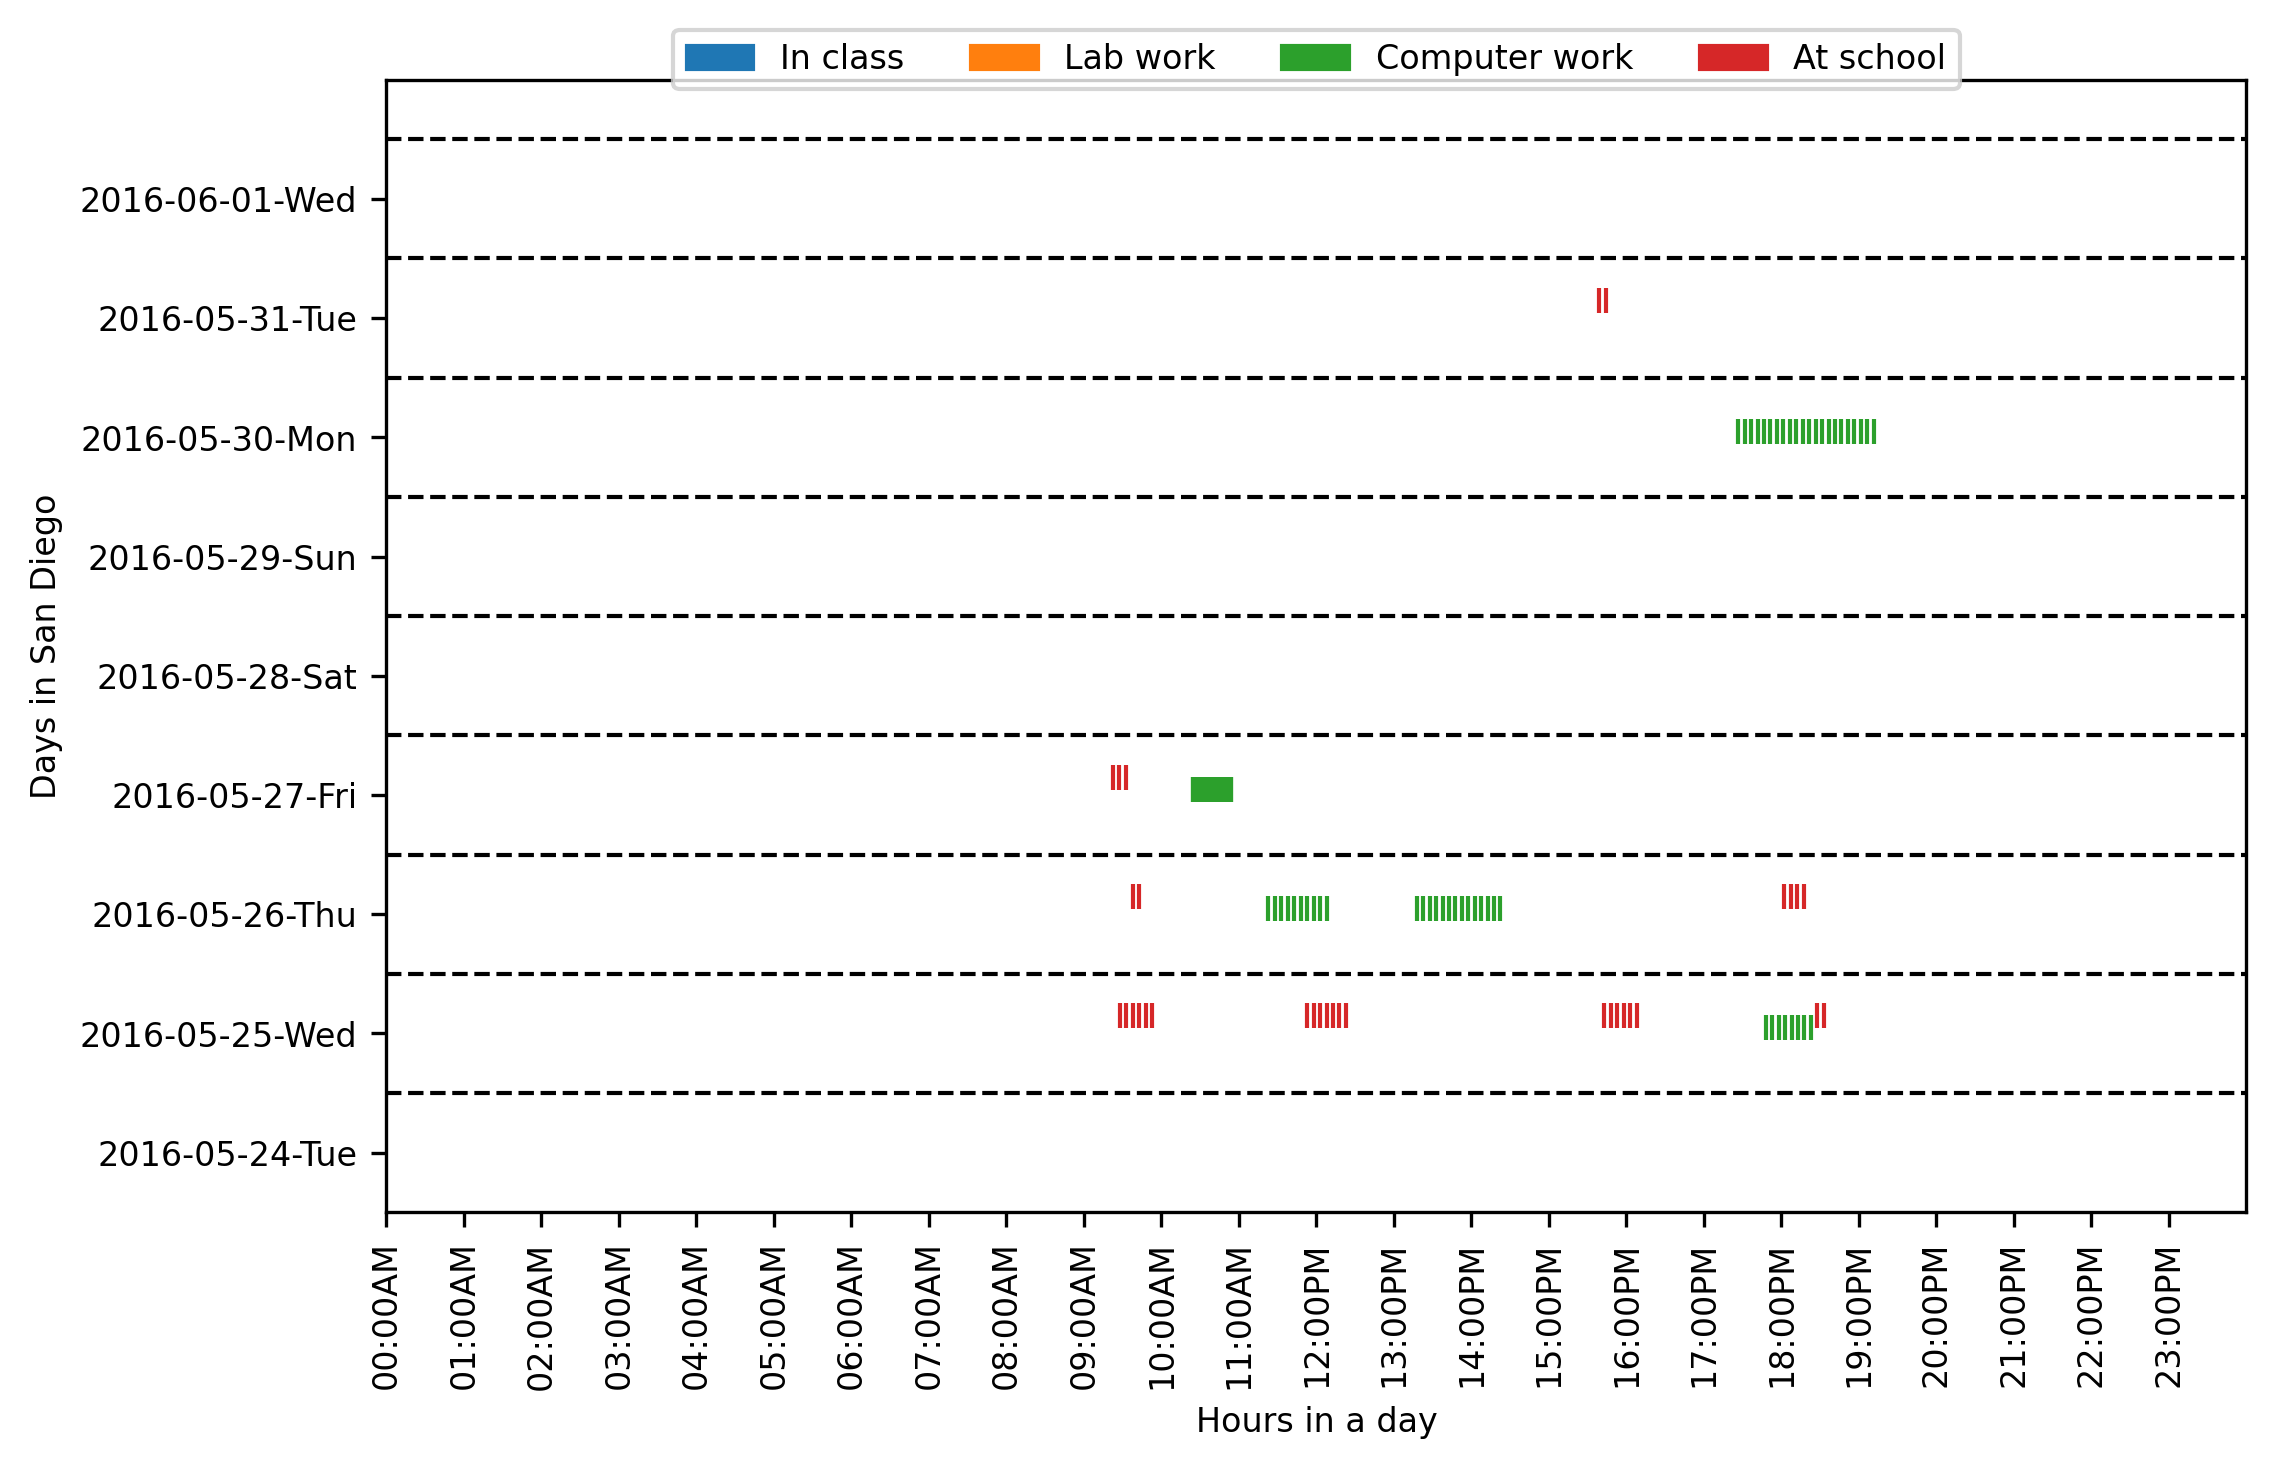 In class Lab work Computer work At school
2016-06-01-Wed
2016-05-31-Tue
2016-05-30-Mon
2016-05-29-Sun
2016-05-28-Sat
2016-05-27-Fri
2016-05-26-Thu
2016-05-25-Wed
2016-05-24-Tue
Days in San Diego
00:00AM
01:00AM
02:00AM
03:00AM
04:00AM
05:00AM
06:00AM
07:00AM
08:00AM
09:00AM
10:00AM
11:00AM
12:00PM
13:00PM
14:00PM
15:00PM
16:00PM
17:00PM
18:00PM
19:00PM
20:00PM
21:00PM
22:00PM
23:00PM
Hours in a day